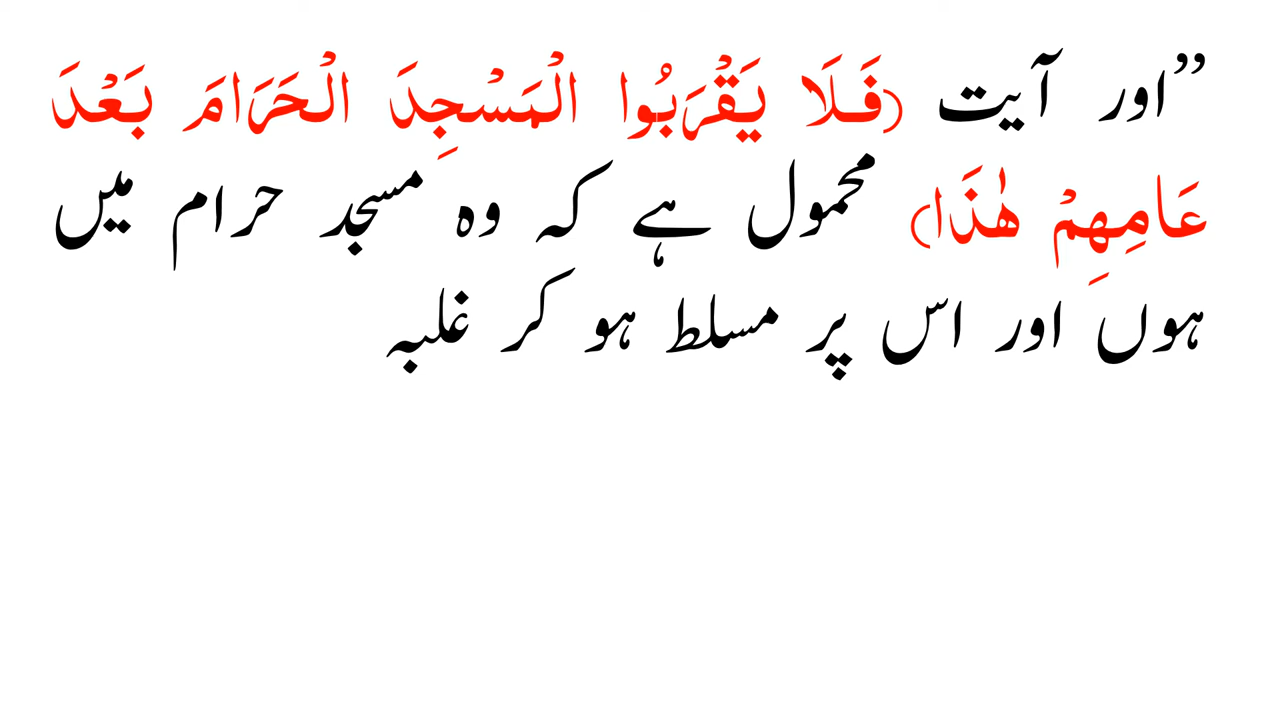 ”اور آیت (فَلَا يَقْرَبُوا الْمَسْجِدَ الْحَرَامَ بَعْدَ
عَامِهِمْ هٰذَا) محمول ہے کہ وہ مسجد حرام میں
ہوں اور اس پر مسلط ہو کر غلبہ